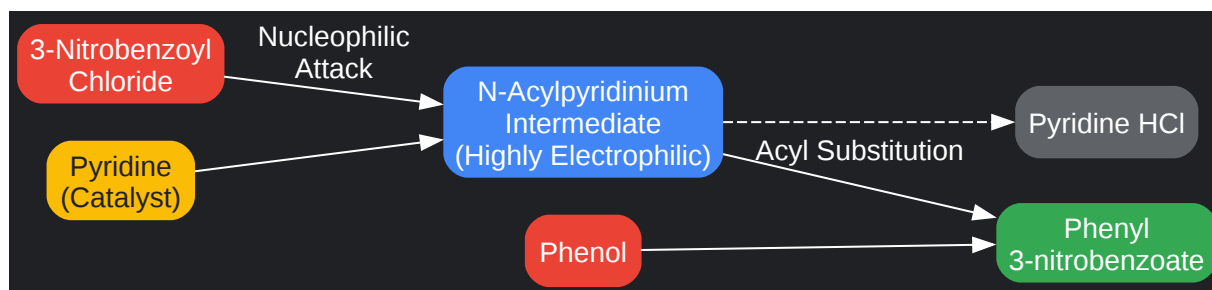 3-Nitrobenzoyl
Chloride
Nucleophilic
Attack
Pyridine
(Catalyst)
N-Acylpyridinium
Intermediate
(Highly Electrophilic)
Acyl Substitution
Phenol
Pyridine HCl
Phenyl
3-nitrobenzoate